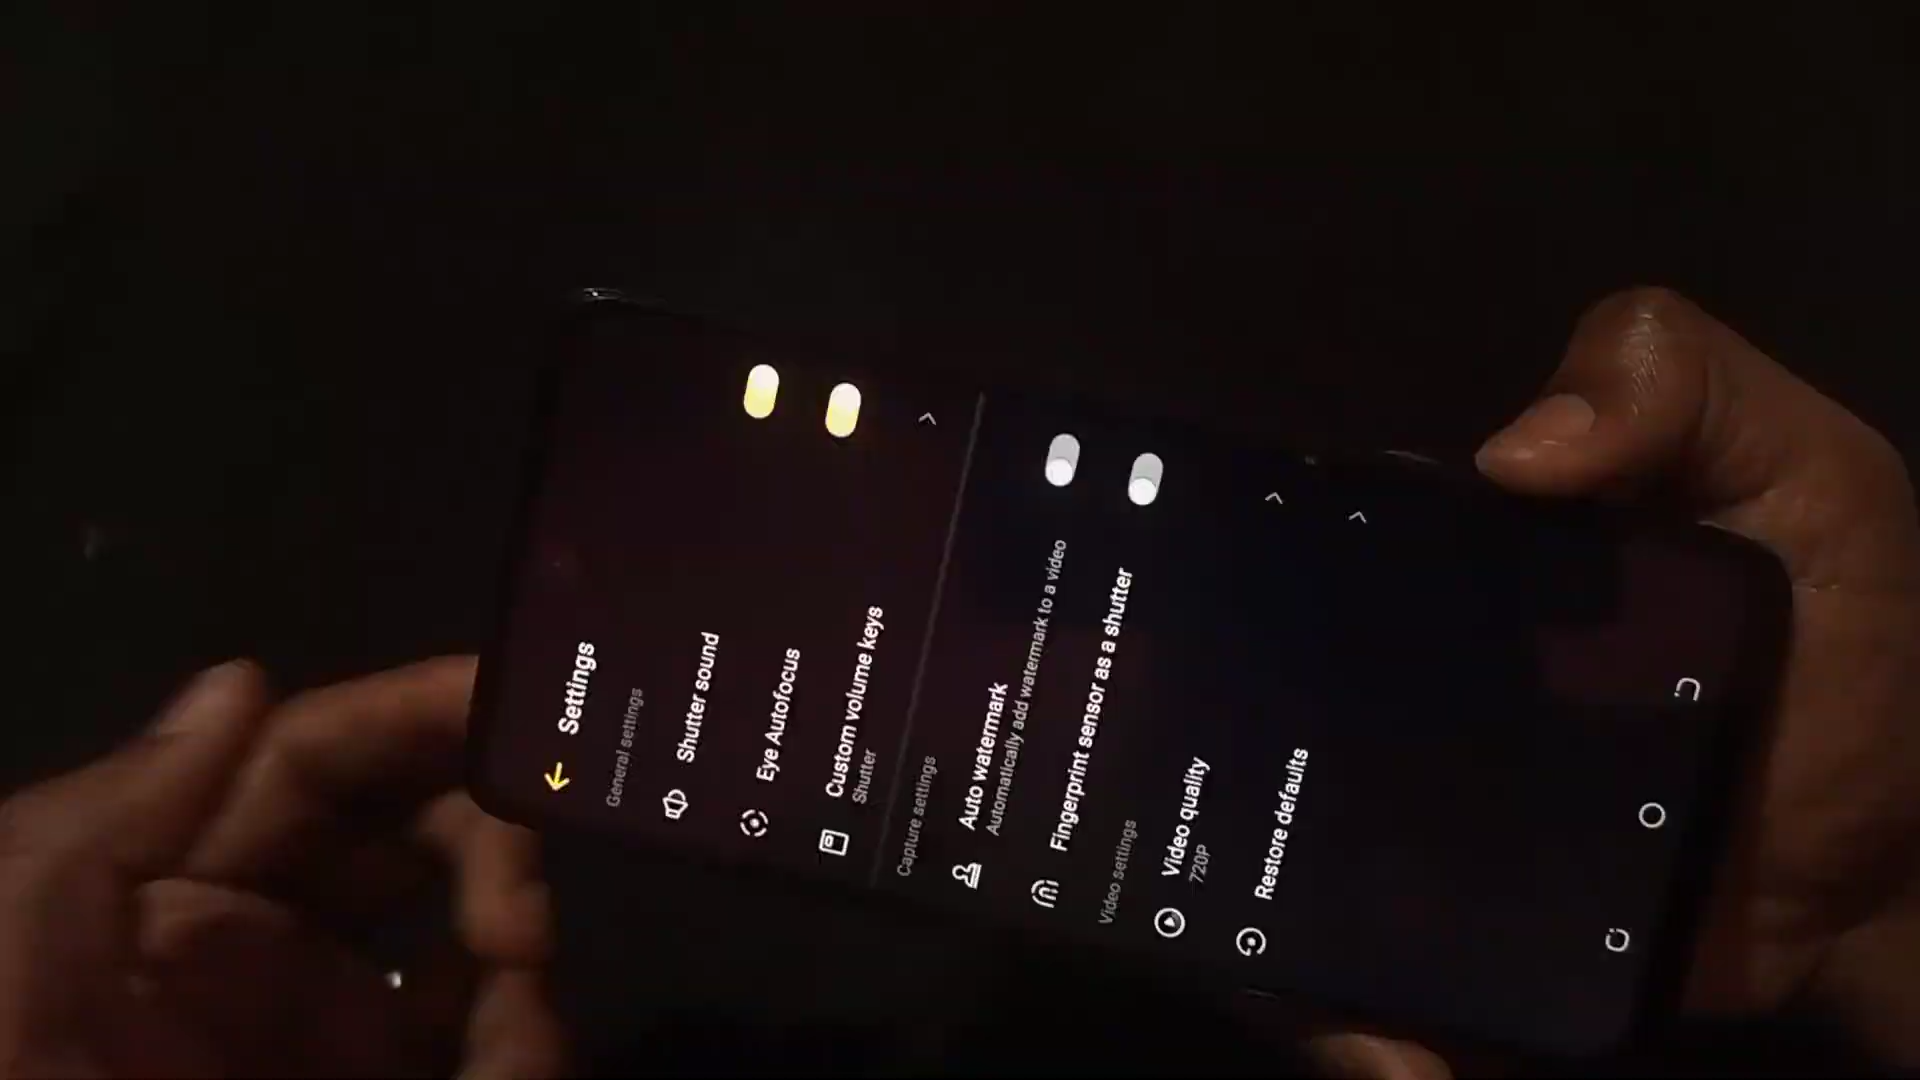 Settings
General settings
Shutter sound
Eye Autofocus
Custom volume keys
Shutter
Capture settings
Auto watermark
Automatically add watermark to a video
Fingerprint sensor as a shutter
Video settings
Video quality
720P
Restore defaults